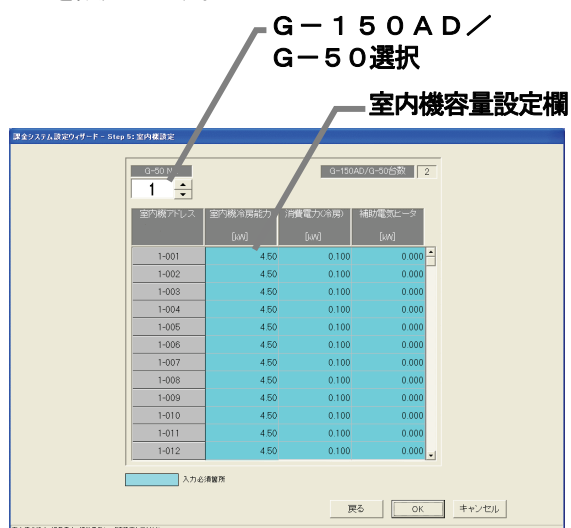 G－150AD／
G－50選択
室内機容量設定欄
課金システム設定ウィザード - Step 5: 室内機設定
G-50 N
G-150AD/G-50台数 2
1
室内機アドレス 室内機冷房能力 消費電力(冷房) 補助電気ヒータ
[kW] [kW] [kW]
1-001 4.50 0.100 0.000
1-002 4.50 0.100 0.000
1-003 4.50 0.100 0.000
1-004 4.50 0.100 0.000
1-005 4.50 0.100 0.000
1-006 4.50 0.100 0.000
1-007 4.50 0.100 0.000
1-008 4.50 0.100 0.000
1-009 4.50 0.100 0.000
1-010 4.50 0.100 0.000
1-011 4.50 0.100 0.000
1-012 4.50 0.100 0.000
入力必須箇所
戻る OK キャンセル